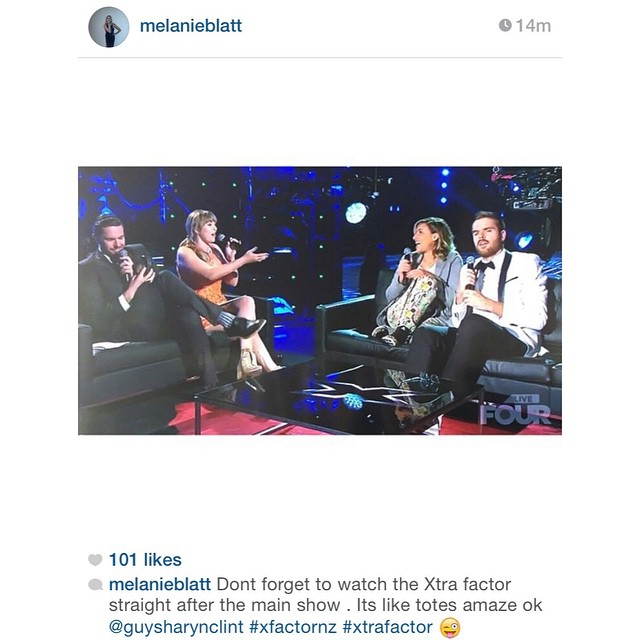 melanieblatt
14m
LIVE
FOUR
101 likes
melanieblatt Dont forget to watch the Xtra factor
straight after the main show . Its like totes amaze ok
@guysharynclint #xfactornz #xtrafactor 😜